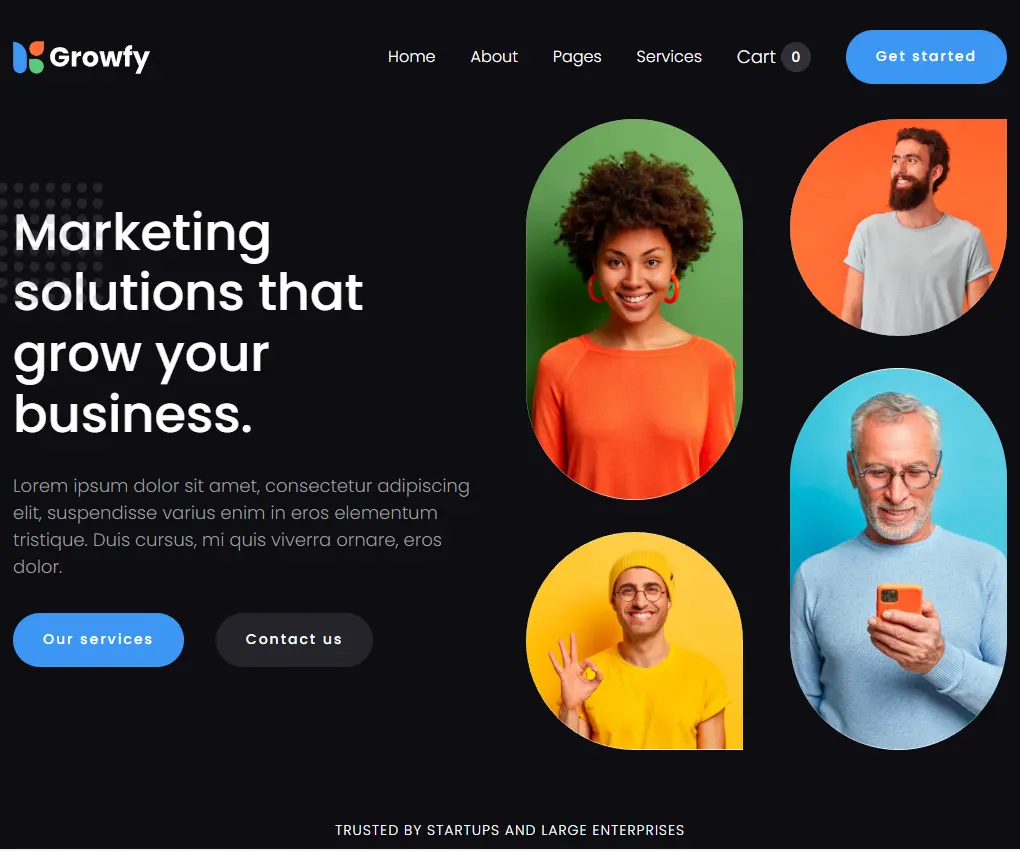 Growfy
Home
About
Pages
Services
Cart 0
Get started
Marketing
solutions that
grow your
business.
Lorem ipsum dolor sit amet, consectetur adipiscing
elit, suspendisse varius enim in eros elementum
tristique. Duis cursus, mi quis viverra ornare, eros
dolor.
Our services
Contact us
TRUSTED BY STARTUPS AND LARGE ENTERPRISES